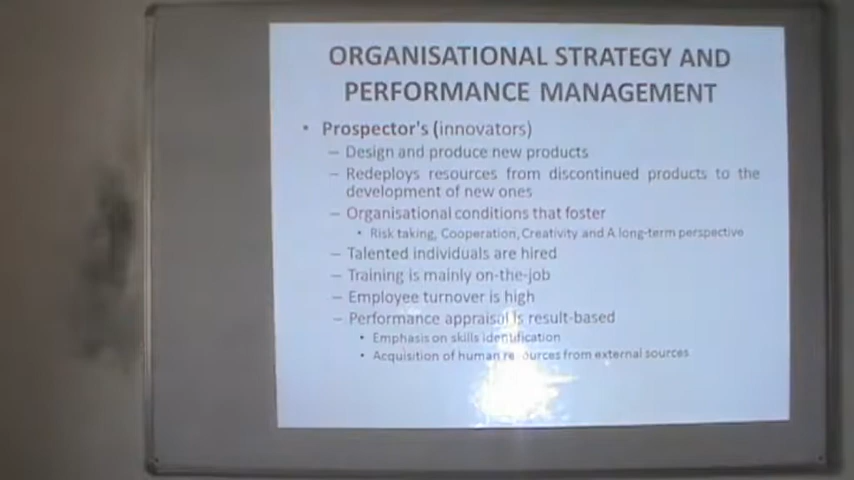 ORGANISATIONAL STRATEGY AND
PERFORMANCE MANAGEMENT
• Prospector's (innovators)
– Design and produce new products
– Redeploys resources from discontinued products to the
development of new ones
– Organisational conditions that foster
• Risk taking, Cooperation, Creativity and A long-term perspective
– Talented individuals are hired
– Training is mainly on-the-job
– Employee turnover is high
– Performance appraisal is result-based
• Emphasis on skills identification
• Acquisition of human resources from external sources